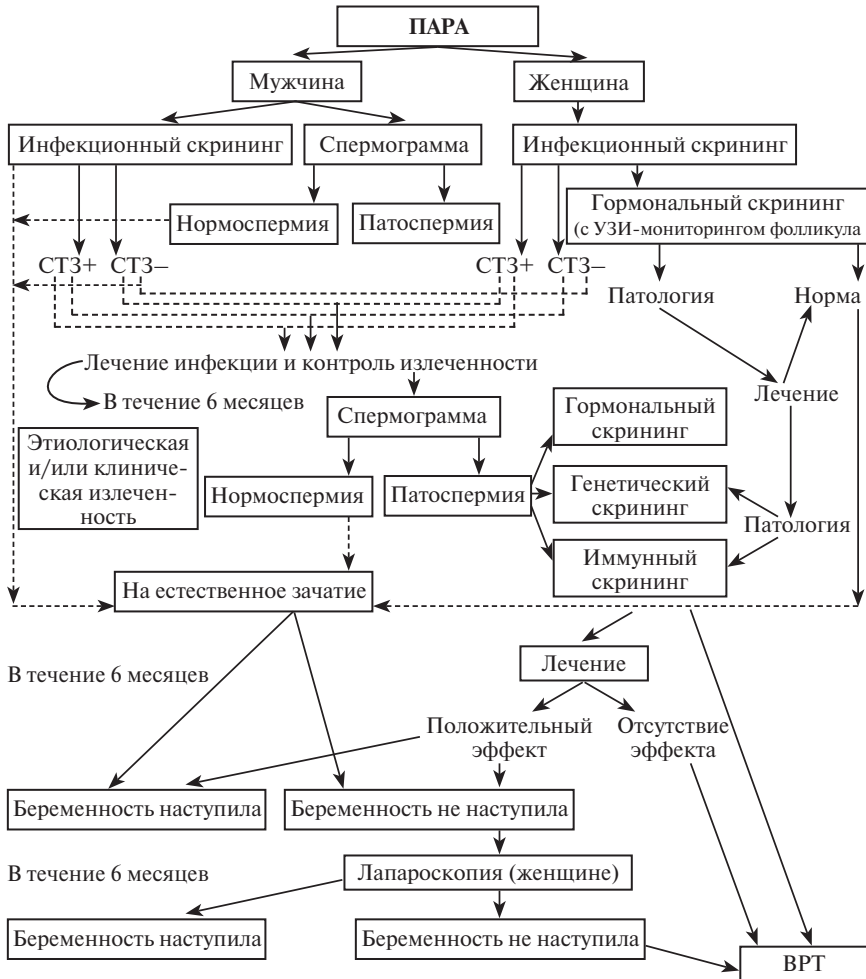 ПАРА
Мужчина
Женщина
Инфекционный скрининг
Спермограмма
Инфекционный скрининг
Нормоспермия
Патоспермия
Гормональный скрининг
(с УЗИ-мониторингом фолликула
СТЗ+
СТЗ–
СТЗ+
СТЗ–
Патология
Норма
Лечение инфекции и контроль излеченности
В течение 6 месяцев
Лечение
Спермограмма
Гормональный
скрининг
Этиологическая
и/или клиниче-
ская излечен-
ность
Нормоспермия
Патоспермия
Генетический
скрининг
Патология
Иммунный
скрининг
На естественное зачатие
В течение 6 месяцев
Лечение
Положительный
эффект
Отсутствие
эффекта
Беременность наступила
Беременность не наступила
В течение 6 месяцев
Лапароскопия (женщине)
Беременность наступила
Беременность не наступила
ВРТ